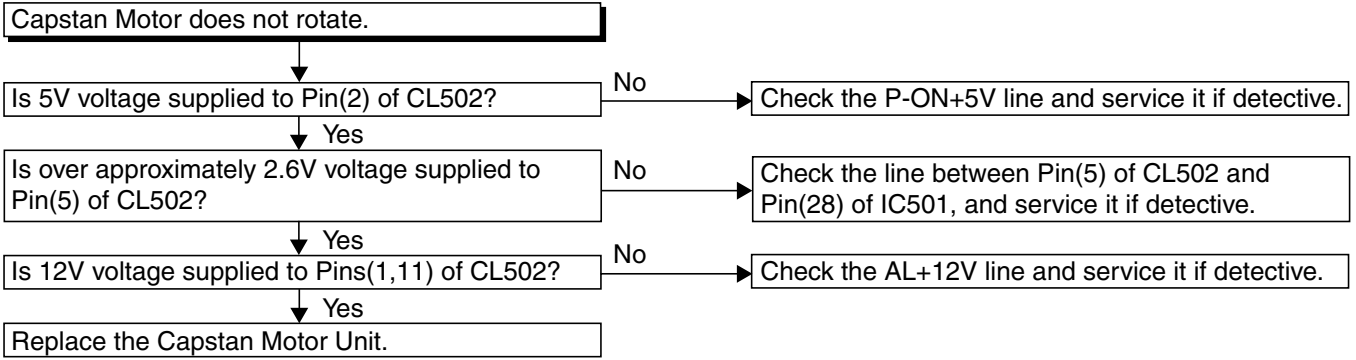 Capstan Motor does not rotate.
Is 5V voltage supplied to Pin(2) of CL502?
No
Check the P-ON+5V line and service it if detective.
Yes
Is over approximately 2.6V voltage supplied to
Pin(5) of CL502?
No
Check the line between Pin(5) of CL502 and
Pin(28) of IC501, and service it if detective.
Yes
Is 12V voltage supplied to Pins(1,11) of CL502?
No
Check the AL+12V line and service it if detective.
Yes
Replace the Capstan Motor Unit.